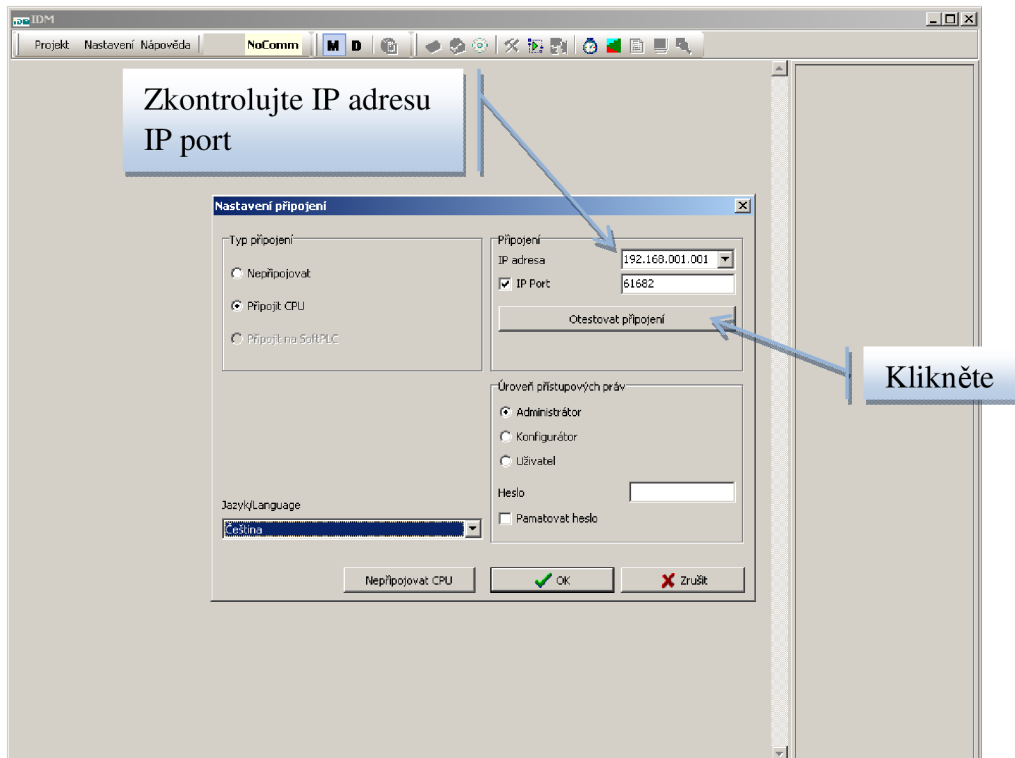 IDM
Projekt Nastavení Nápověda NoComm M D
Zkontrolujte IP adresu
IP port
Nastavení připojení
Typ připojení
Nepřipojovat
Připojit CPU
Připojit na SoftPLC
Připojení
IP adresa 192.168.001.001
IP Port 61682
Otestovat připojení
Klikněte
Úroveň přístupových práv
Administrátor
Konfigurátor
Uživatel
Heslo
Pamatovat heslo
Jazyk/Language
Čeština
Nepřipojovat CPU OK Zrušit